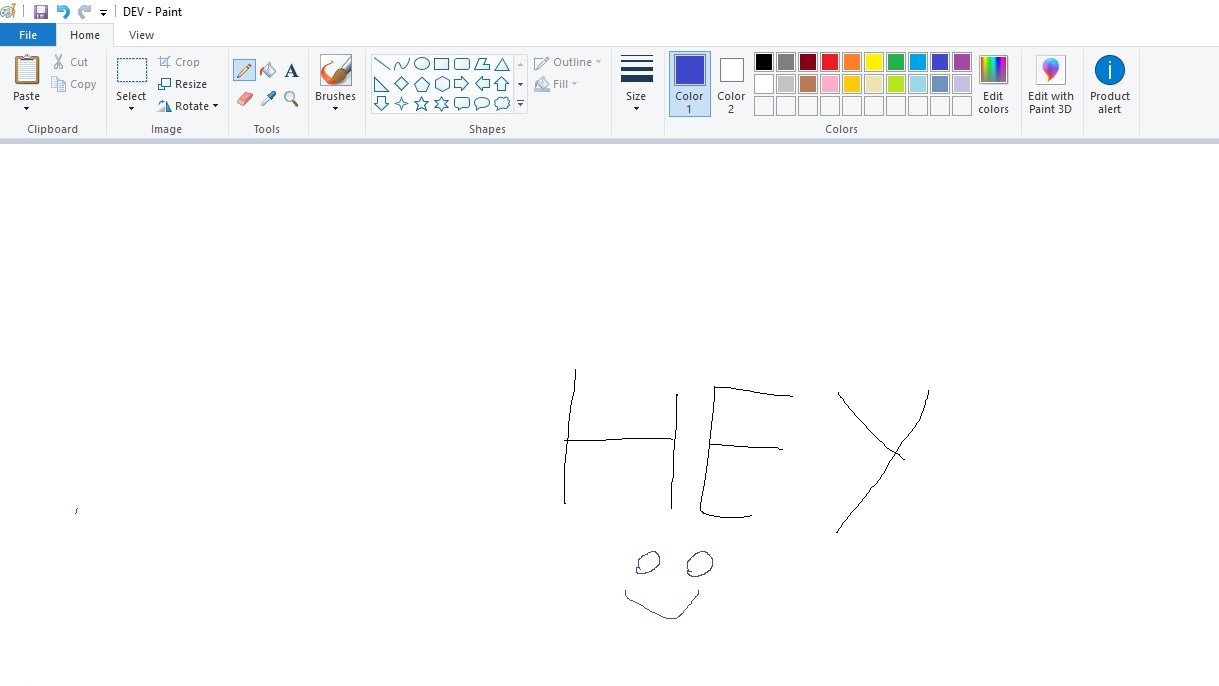 DEV - Paint
File Home View
Paste Cut Copy Clipboard
Select Crop Resize Rotate Image
Tools
Brushes
Outline Fill Shapes
Size
Color 1 Color 2 Edit colors Colors
Edit with Paint 3D
Product alert
HEY